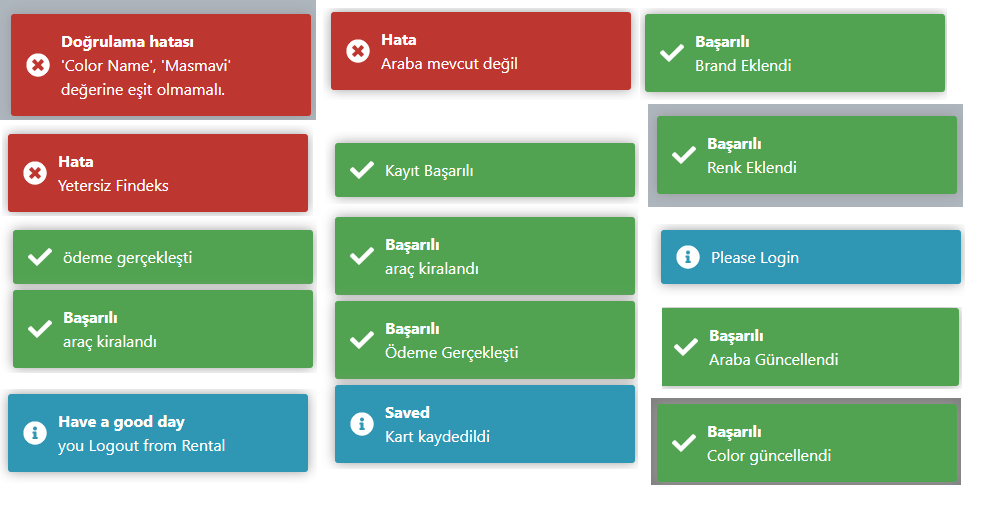 Doğrulama hatası
'Color Name', 'Masmavi'
değerine eşit olmamalı.
Hata
Araba mevcut değil
Başarılı
Brand Eklendi
Hata
Yetersiz Findeks
Kayıt Başarılı
Başarılı
Renk Eklendi
ödeme gerçekleşti
Başarılı
araç kiralandı
Please Login
Başarılı
araç kiralandı
Başarılı
Ödeme Gerçekleşti
Başarılı
Araba Güncellendi
Have a good day
you Logout from Rental
Saved
Kart kaydedildi
Başarılı
Color güncellendi